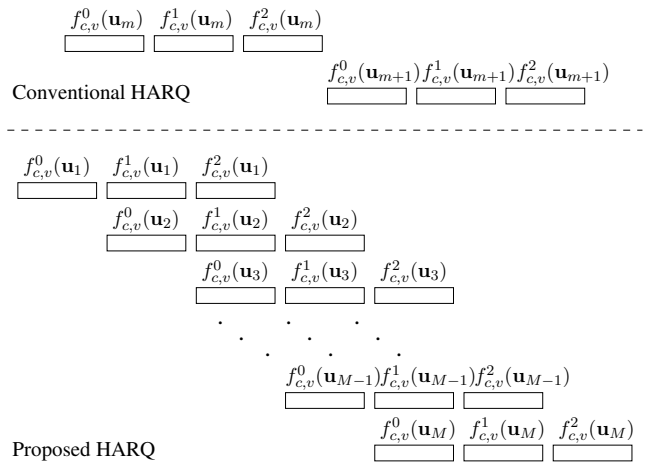 f^0_{c,v}(u_m) f^1_{c,v}(u_m) f^2_{c,v}(u_m)
f^0_{c,v}(u_{m+1}) f^1_{c,v}(u_{m+1}) f^2_{c,v}(u_{m+1})
Conventional HARQ
f^0_{c,v}(u_1) f^1_{c,v}(u_1) f^2_{c,v}(u_1)
f^0_{c,v}(u_2) f^1_{c,v}(u_2) f^2_{c,v}(u_2)
f^0_{c,v}(u_3) f^1_{c,v}(u_3) f^2_{c,v}(u_3)
f^0_{c,v}(u_{M−1}) f^1_{c,v}(u_{M−1}) f^2_{c,v}(u_{M−1})
f^0_{c,v}(u_M) f^1_{c,v}(u_M) f^2_{c,v}(u_M)
Proposed HARQ